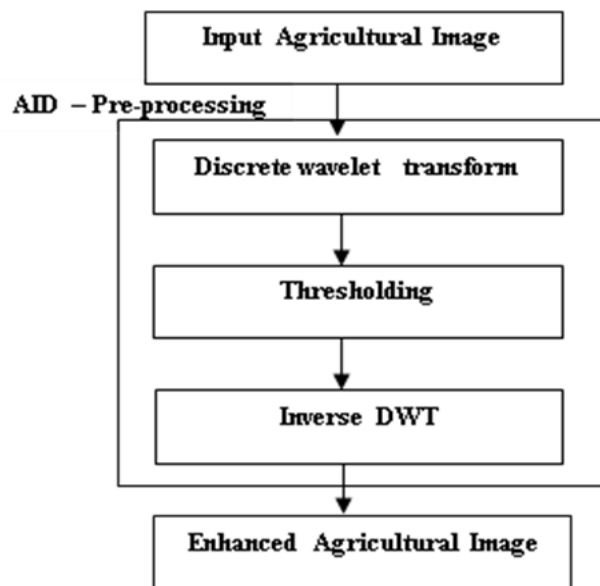 Input Agricultural Image
AID – Pre-processing
Discrete wavelet transform
Thresholding
Inverse DWT
Enhanced Agricultural Image